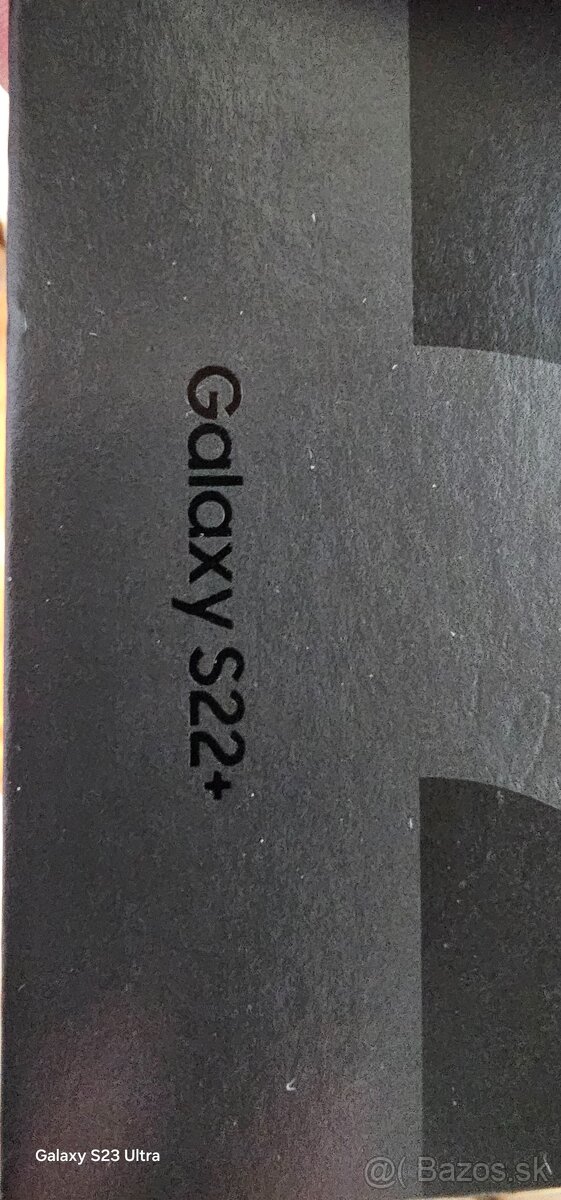 Galaxy S22+
Galaxy S23 Ultra
@( Bazos.sk